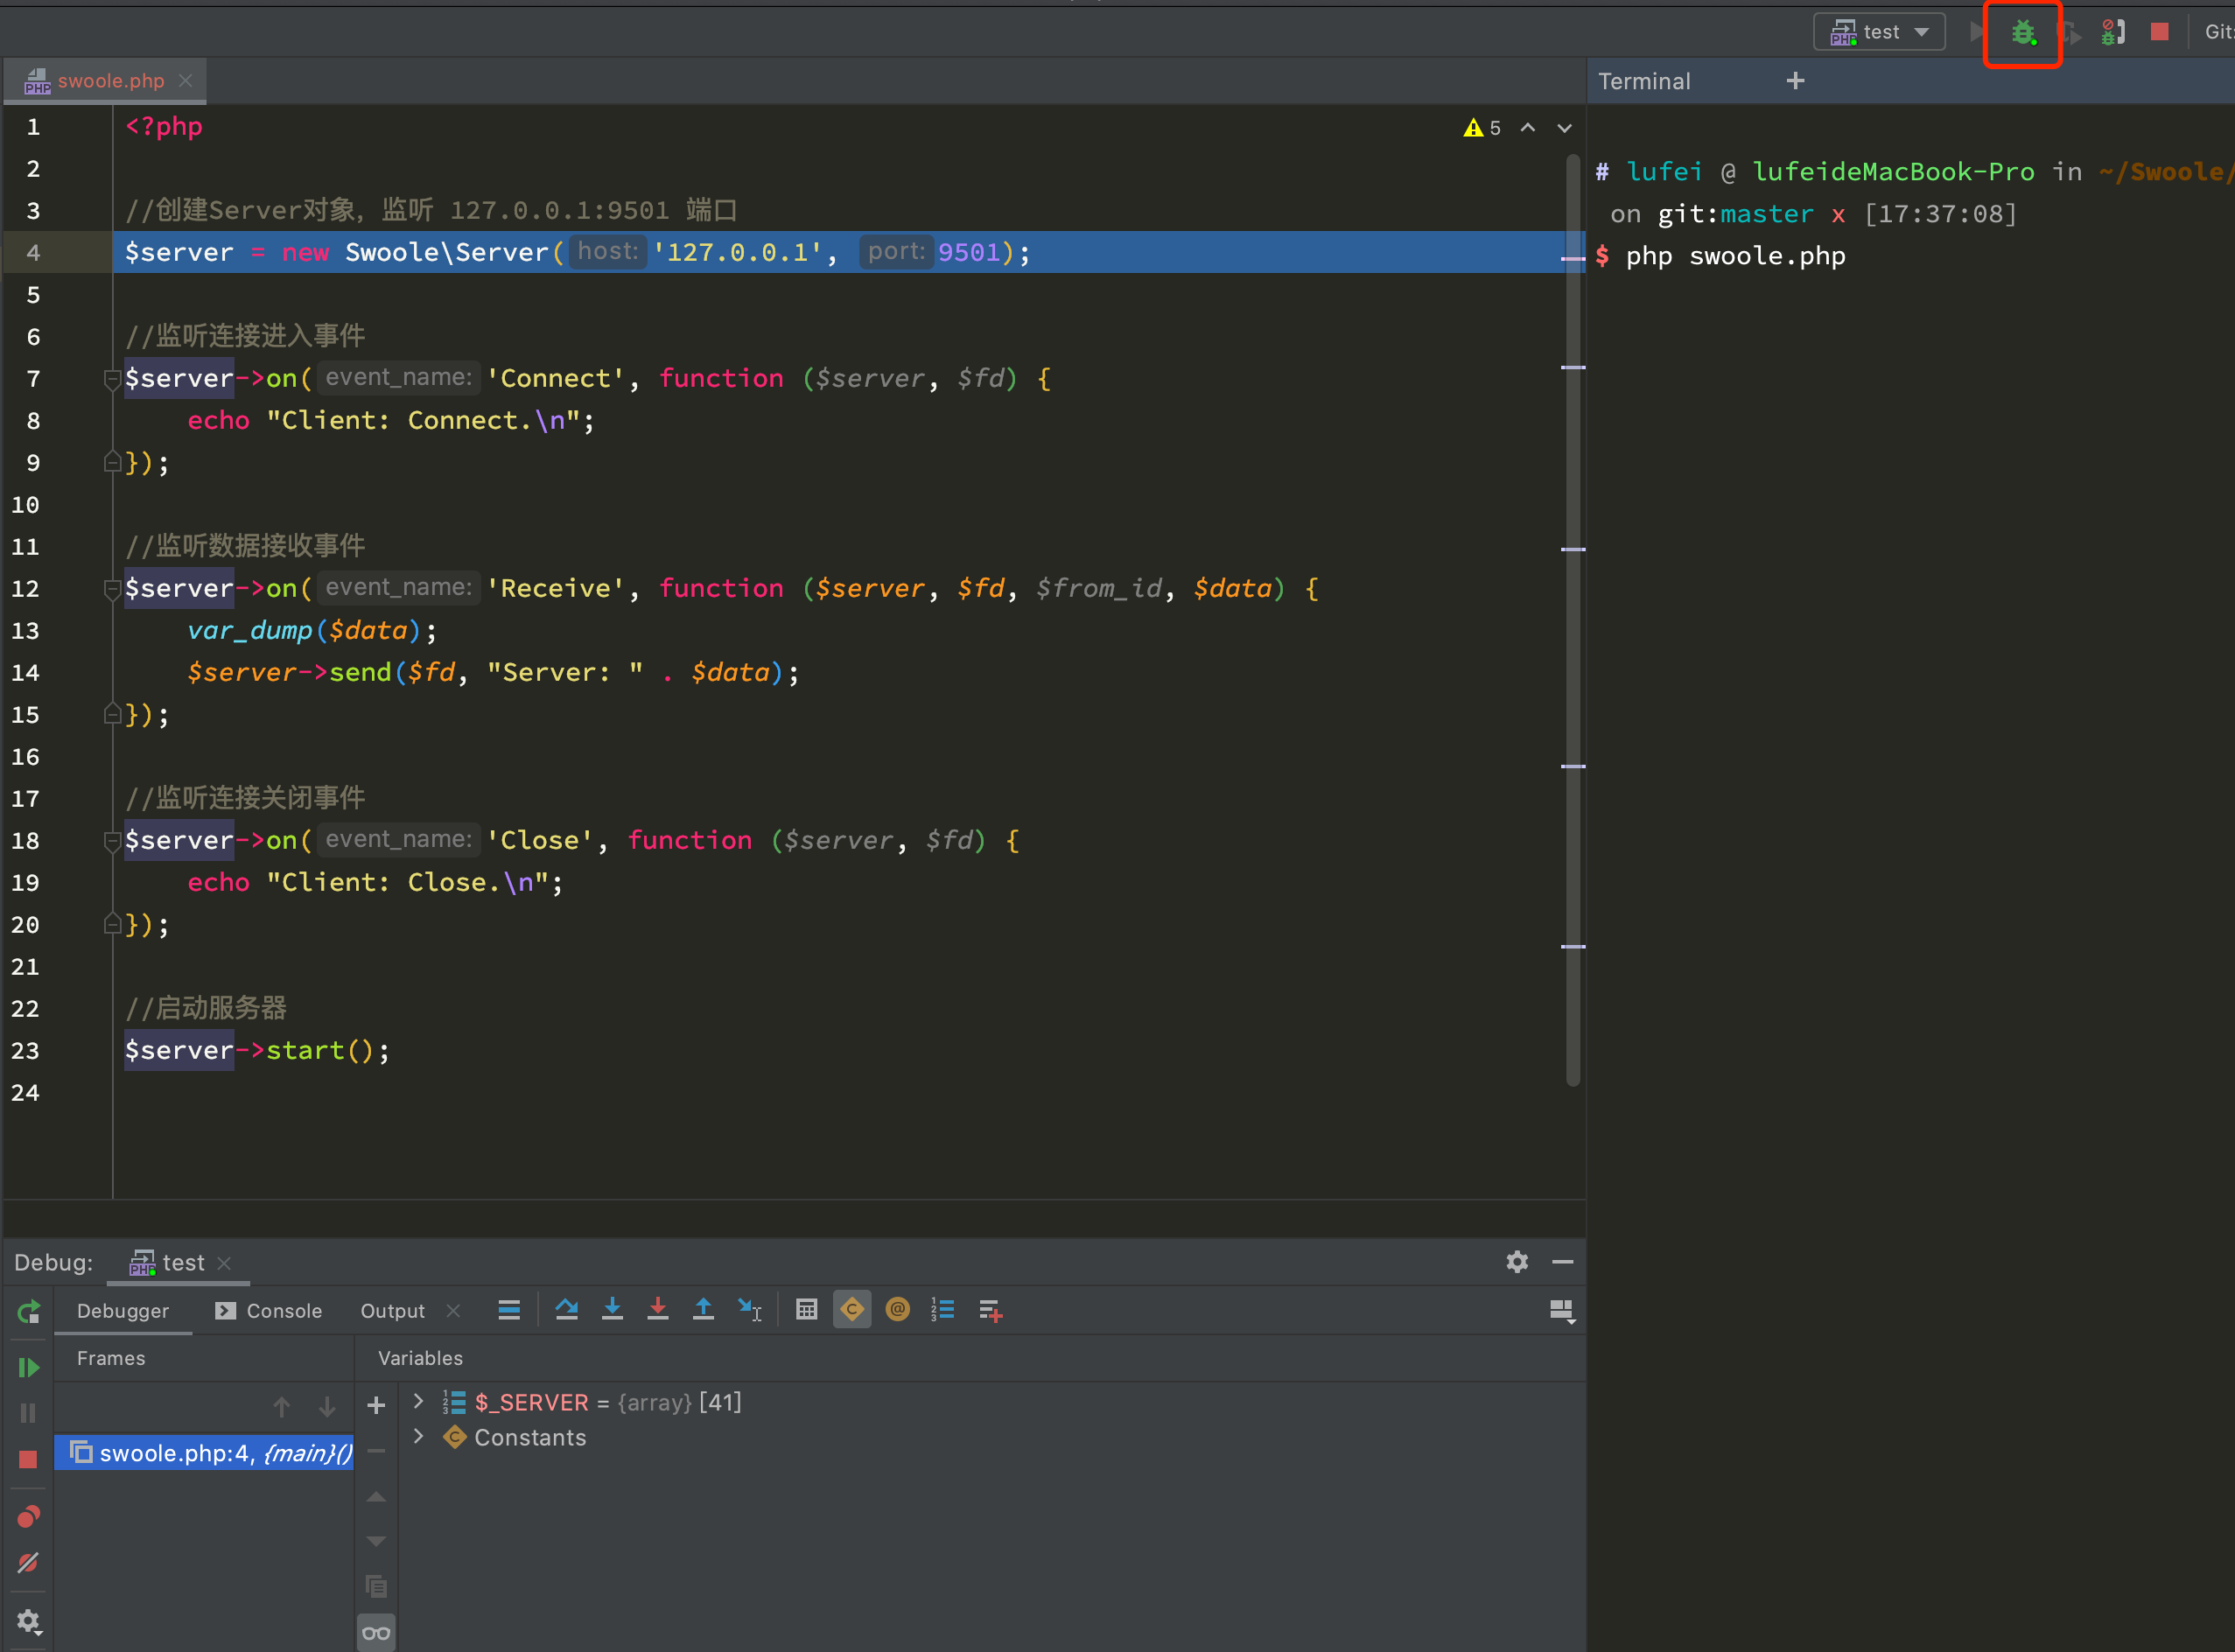 test
Git:
swoole.php
Terminal +
1 <?php
5
2
3 //创建Server对象，监听 127.0.0.1:9501 端口
4 $server = new Swoole\Server( host: '127.0.0.1', port: 9501);
5
6 //监听连接进入事件
7 $server->on( event_name: 'Connect', function ($server, $fd) {
8 echo "Client: Connect.\n";
9 });
10
11 //监听数据接收事件
12 $server->on( event_name: 'Receive', function ($server, $fd, $from_id, $data) {
13 var_dump($data);
14 $server->send($fd, "Server: " . $data);
15 });
16
17 //监听连接关闭事件
18 $server->on( event_name: 'Close', function ($server, $fd) {
19 echo "Client: Close.\n";
20 });
21
22 //启动服务器
23 $server->start();
24
# lufei @ lufeideMacBook-Pro in ~/Swoole/
on git:master x [17:37:08]
$ php swoole.php
Debug: test
Debugger Console Output
Frames Variables
$_SERVER = {array} [41]
Constants
swoole.php:4, {main}()